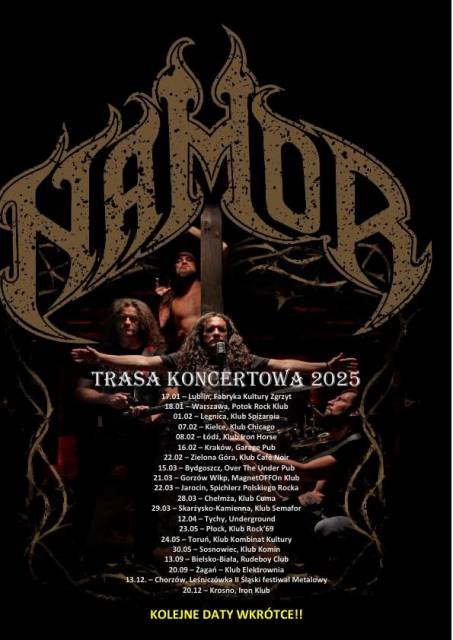 NAMOR
TRASA KONCERTOWA 2025
17.01 – Lublin, Fabryka Kultury Zgrzyt
18.01 – Warszawa, Potok Rock Klub
01.02 – Legnica, Klub Spiżarnia
07.02 – Kielce, Klub Chicago
08.02 – Łódź, Klub Iron Horse
16.02 – Kraków, Garage Pub
22.02 – Zielona Góra, Klub Café Noir
15.03 – Bydgoszcz, Over The Under Pub
21.03 – Gorzów Wlkp, MagnetOFFOn Klub
22.03 – Jarocin, Spichlerz Polskiego Rocka
28.03 – Chełmża, Klub Cuma
29.03 – Skarżysko-Kamienna, Klub Semafor
12.04 – Tychy, Underground
23.05 – Płock, Klub Rock'69
24.05 – Toruń, Klub Kombinat Kultury
30.05 – Sosnowiec, Klub Komin
13.09 – Bielsko-Biała, Rudeboy Club
20.09 – Żagań – Klub Elektrownia
13.12. – Chorzów, Leśniczówka II Śląski festiwal Metalowy
20.12 – Krosno, Iron Klub
KOLEJNE DATY WKRÓTCE!!